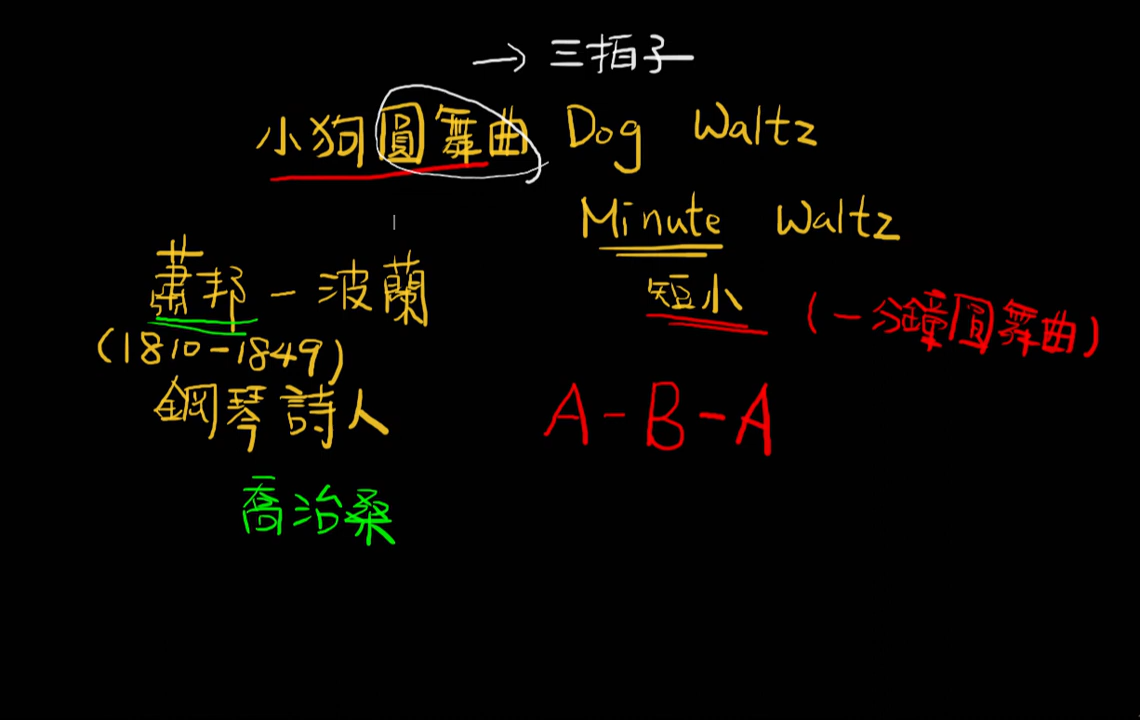 → 三拍子
小狗圓舞曲 Dog Waltz
Minute Waltz
短小
(一分鐘圓舞曲)
蕭邦 - 波蘭
(1810-1849)
鋼琴詩人
A-B-A
喬治桑